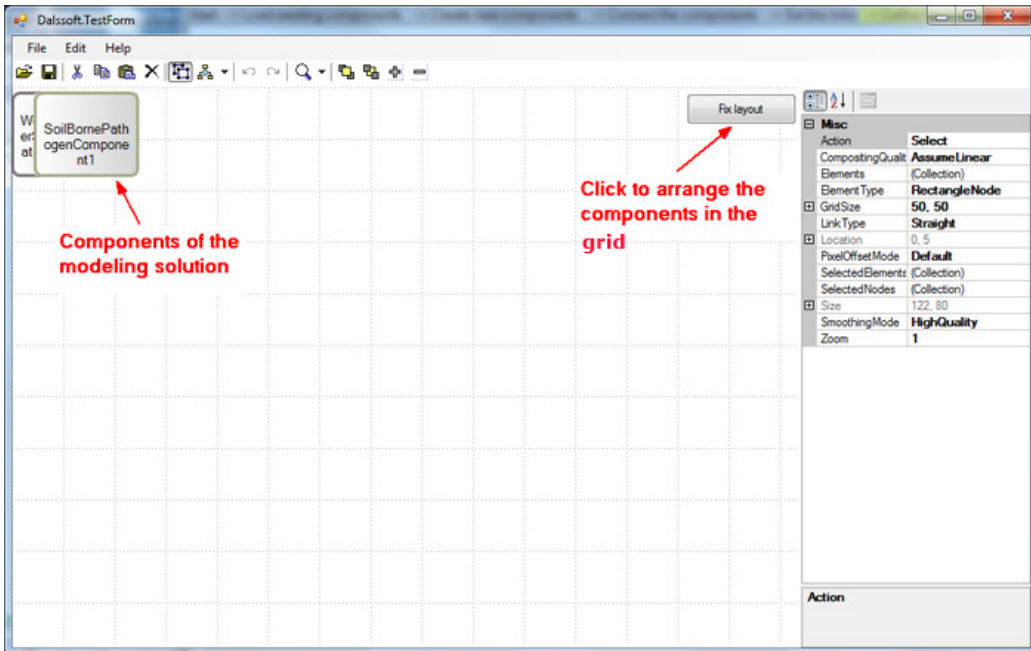 Dalssoft.TestForm
File Edit Help
W
er
at
SoilBornePath
ogenCompone
nt1
Fix layout
Components of the
modeling solution
Click to arrange the
components in the
grid
Misc
Action Select
CompositingQualit AssumeLinear
Elements (Collection)
ElementType RectangleNode
GridSize 50, 50
LinkType Straight
Location 0, 5
PixelOffsetMode Default
SelectedElements (Collection)
SelectedNodes (Collection)
Size 122, 80
SmoothingMode HighQuality
Zoom 1
Action